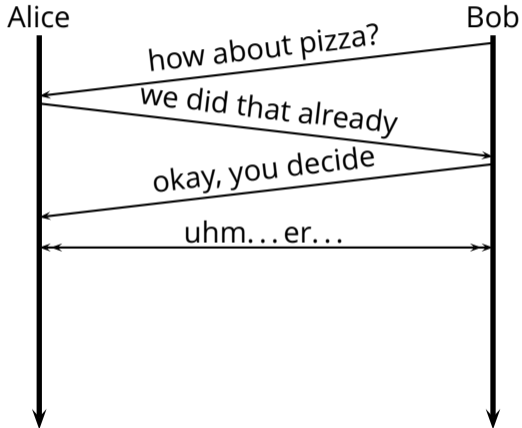 Alice
Bob
how about pizza?
we did that already
okay, you decide
uhm...er...